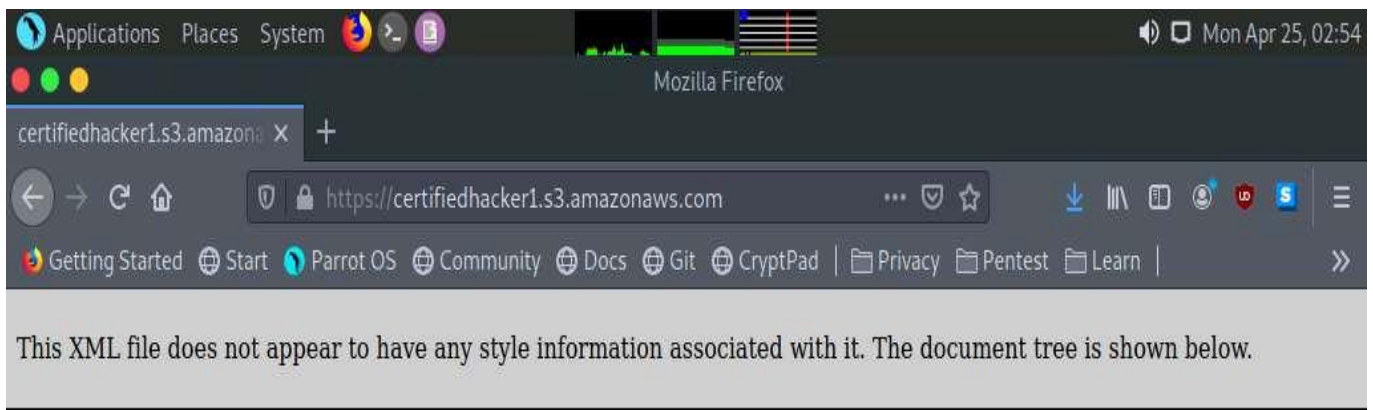 Applications Places System Mon Apr 25, 02:54
Mozilla Firefox
certifiedhacker1.s3.amazona
https://certifiedhacker1.s3.amazonaws.com
Getting Started Start Parrot OS Community Docs Git CryptPad Privacy Pentest Learn
This XML file does not appear to have any style information associated with it. The document tree is shown below.